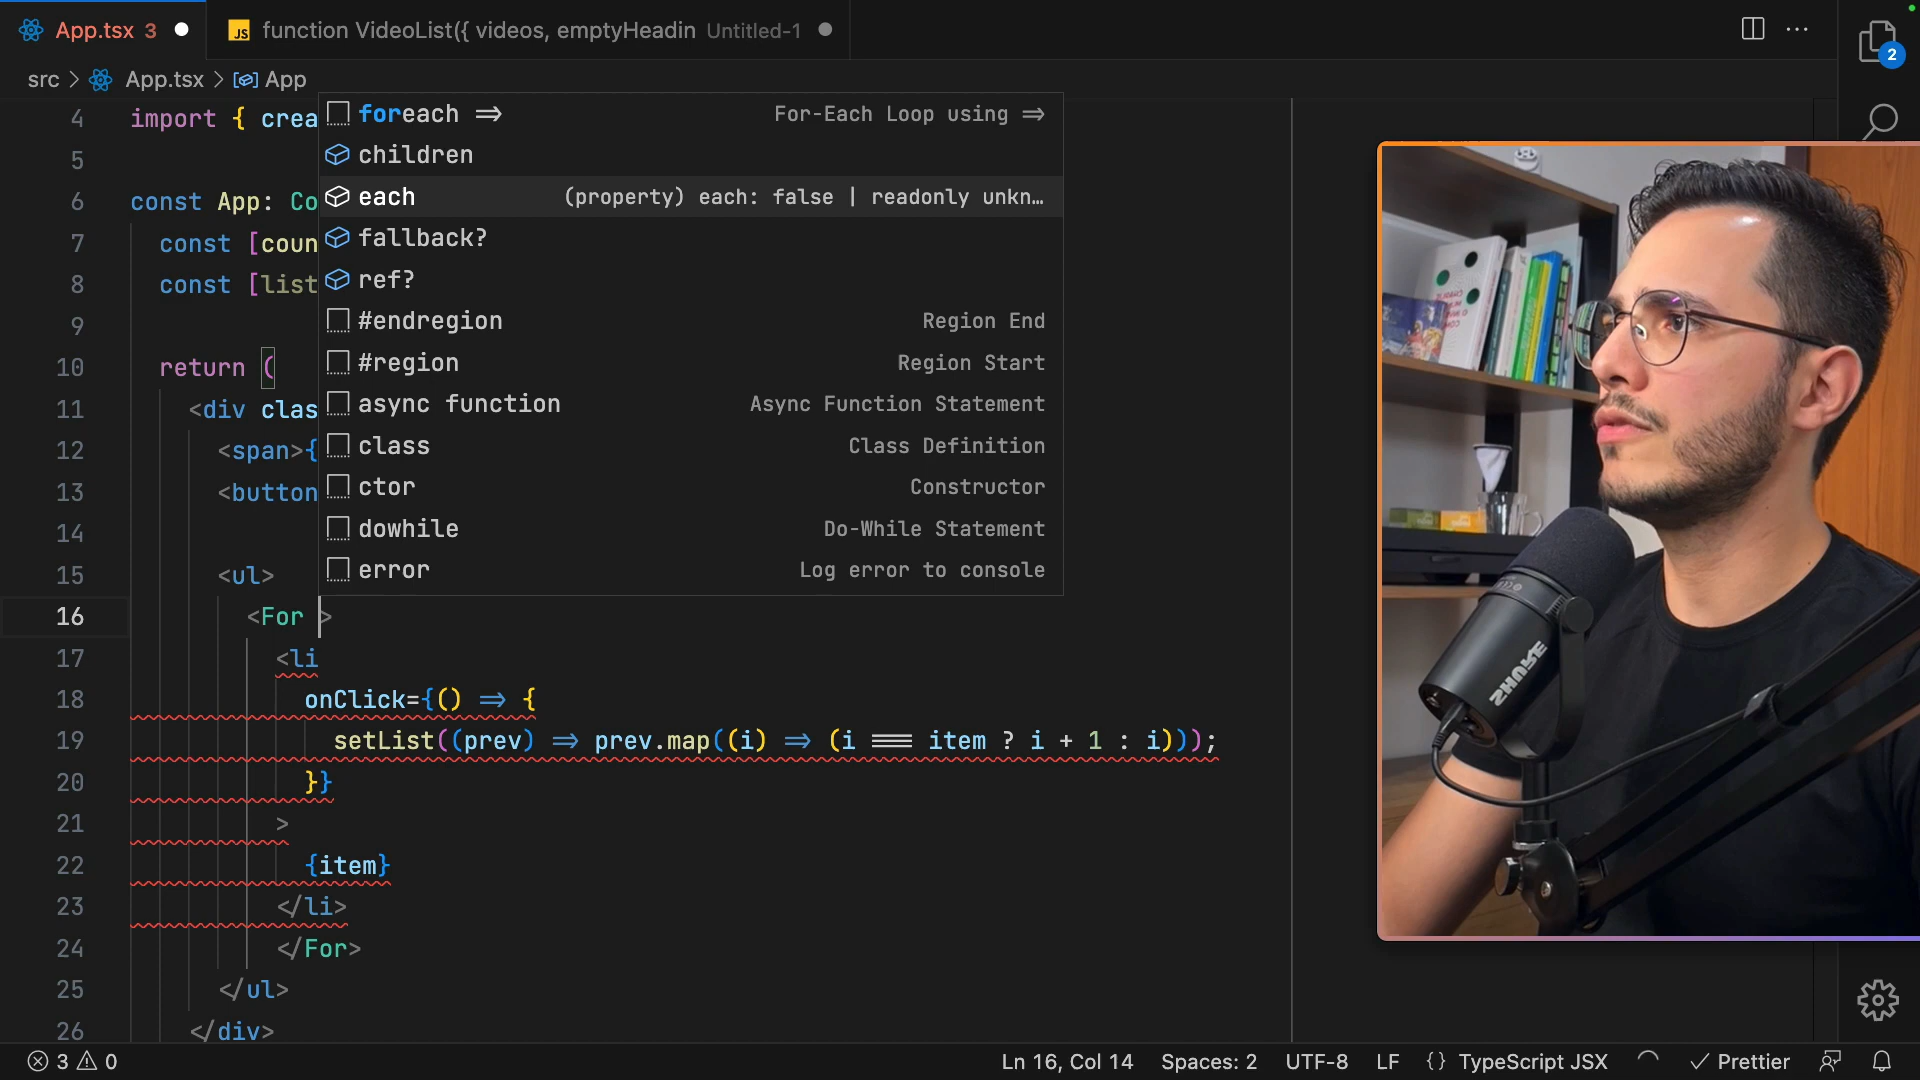 App.tsx 3
JS function VideoList({ videos, emptyHeadin Untitled-1
2
src > App.tsx > App
4 import { crea
5
6 const App: Co
7 const [coun
8 const [list
9
10 return (
11 <div clas
12 <span>{
13 <button
14
15 <ul>
16 <For >
17 <li
18 onClick={() => {
19 setList((prev) => prev.map((i) => (i === item ? i + 1 : i)));
20 }}
21 >
22 {item}
23 </li>
24 </For>
25 </ul>
26 </div>
foreach => For-Each Loop using =>
children
each (property) each: false | readonly unkn…
fallback?
ref?
#endregion Region End
#region Region Start
async function Async Function Statement
class Class Definition
ctor Constructor
dowhile Do-While Statement
error Log error to console
SHURE
3 0
Ln 16, Col 14 Spaces: 2 UTF-8 LF {} TypeScript JSX Prettier